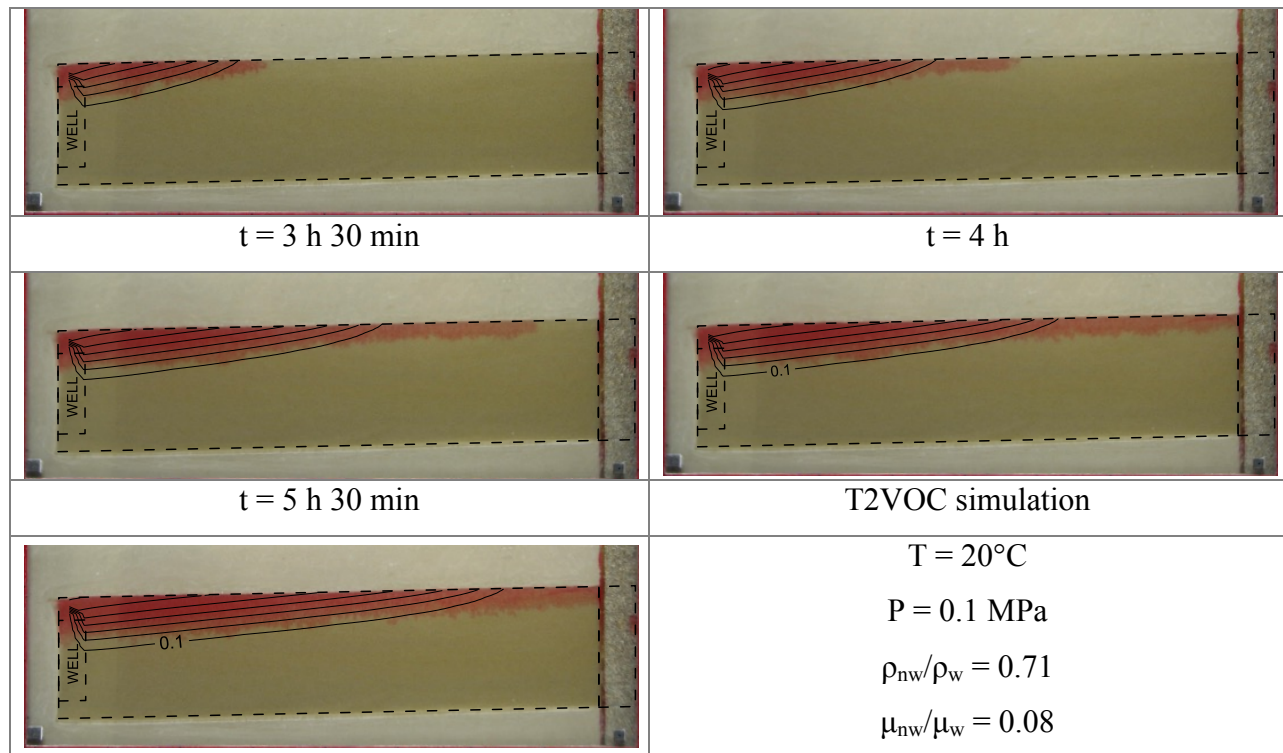 WELL
WELL
t = 3 h 30 min
t = 4 h
WELL
0.1
WELL
t = 5 h 30 min
T2VOC simulation
0.1
WELL
T = 20°C
P = 0.1 MPa
ρnw/ρw = 0.71
μnw/μw = 0.08